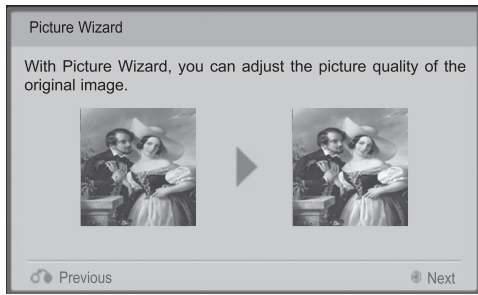 Picture Wizard
With Picture Wizard, you can adjust the picture quality of the
original image.
Previous
Next